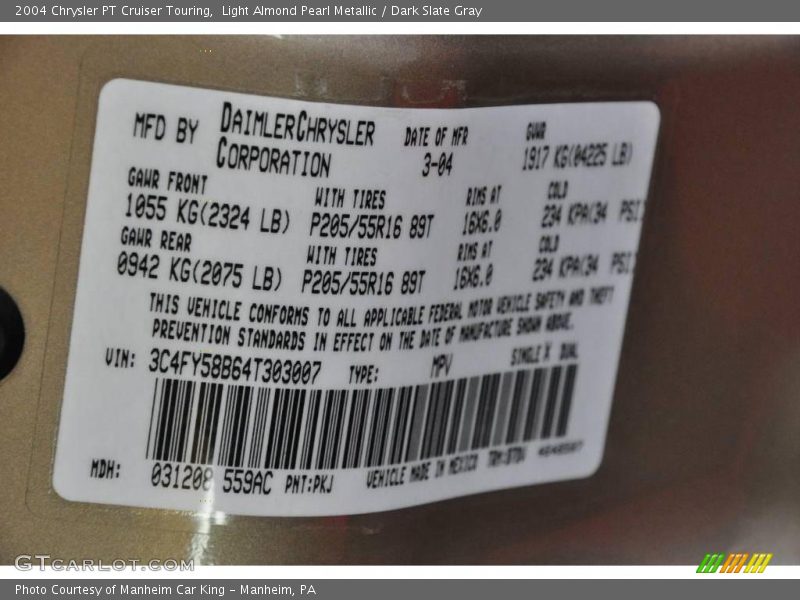 2004 Chrysler PT Cruiser Touring, Light Almond Pearl Metallic / Dark Slate Gray
MFD BY DAIMLERCHRYSLER CORPORATION DATE OF MFR 3-04 GVWR 1917 KG(04225 LB)
GAWR FRONT WITH TIRES RIMS AT COLD
1055 KG(2324 LB) P205/55R16 89T 16X6.0 234 KPA(34 PSI)
GAWR REAR WITH TIRES RIMS AT COLD
0942 KG(2075 LB) P205/55R16 89T 16X6.0 234 KPA(34 PSI)
THIS VEHICLE CONFORMS TO ALL APPLICABLE FEDERAL MOTOR VEHICLE SAFETY AND THEFT
PREVENTION STANDARDS IN EFFECT ON THE DATE OF MANUFACTURE SHOWN ABOVE.
VIN: 3C4FY58B64T303007 TYPE: MPV SINGLE X DUAL
MDH: 031208 559AC PNT:PKJ VEHICLE MADE IN MEXICO
GTCARLOT.COM
Photo Courtesy of Manheim Car King – Manheim, PA